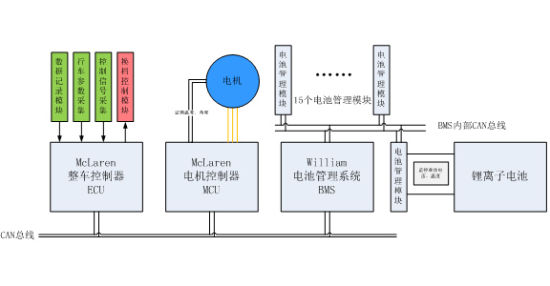 数据记录模块
行车参数采集
控制信号采集
换档控制模块
电机
电池管理模块
......
电池管理模块
15个电池管理模块
BMS内部CAN总线
McLaren
整车控制器
ECU
McLaren
电机控制器
MCU
William
电池管理系统
BMS
电池管理模块
锂离子电池
CAN总线